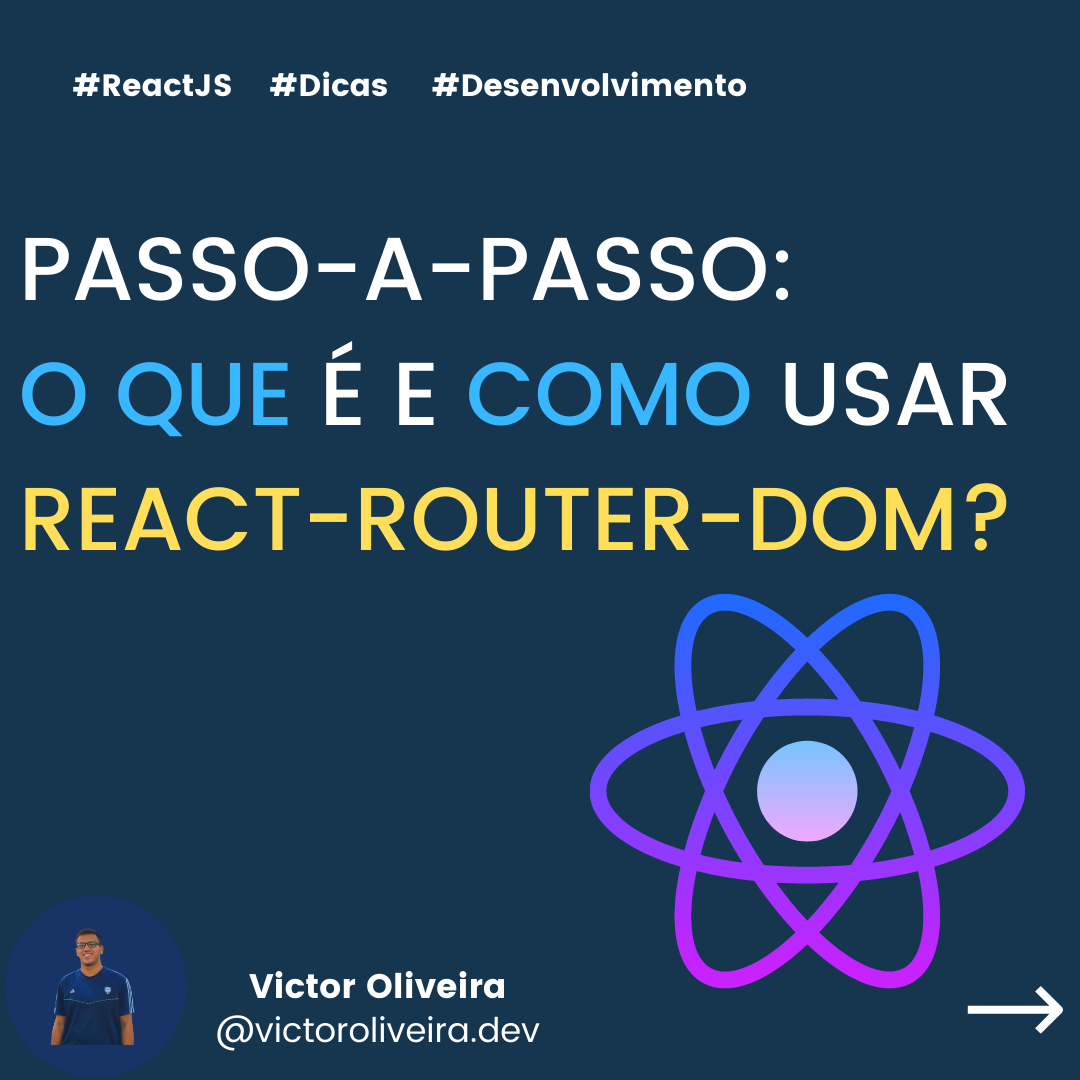 #ReactJS #Dicas #Desenvolvimento
PASSO-A-PASSO:
O QUE É E COMO USAR
REACT-ROUTER-DOM?
Victor Oliveira
@victoroliveira.dev